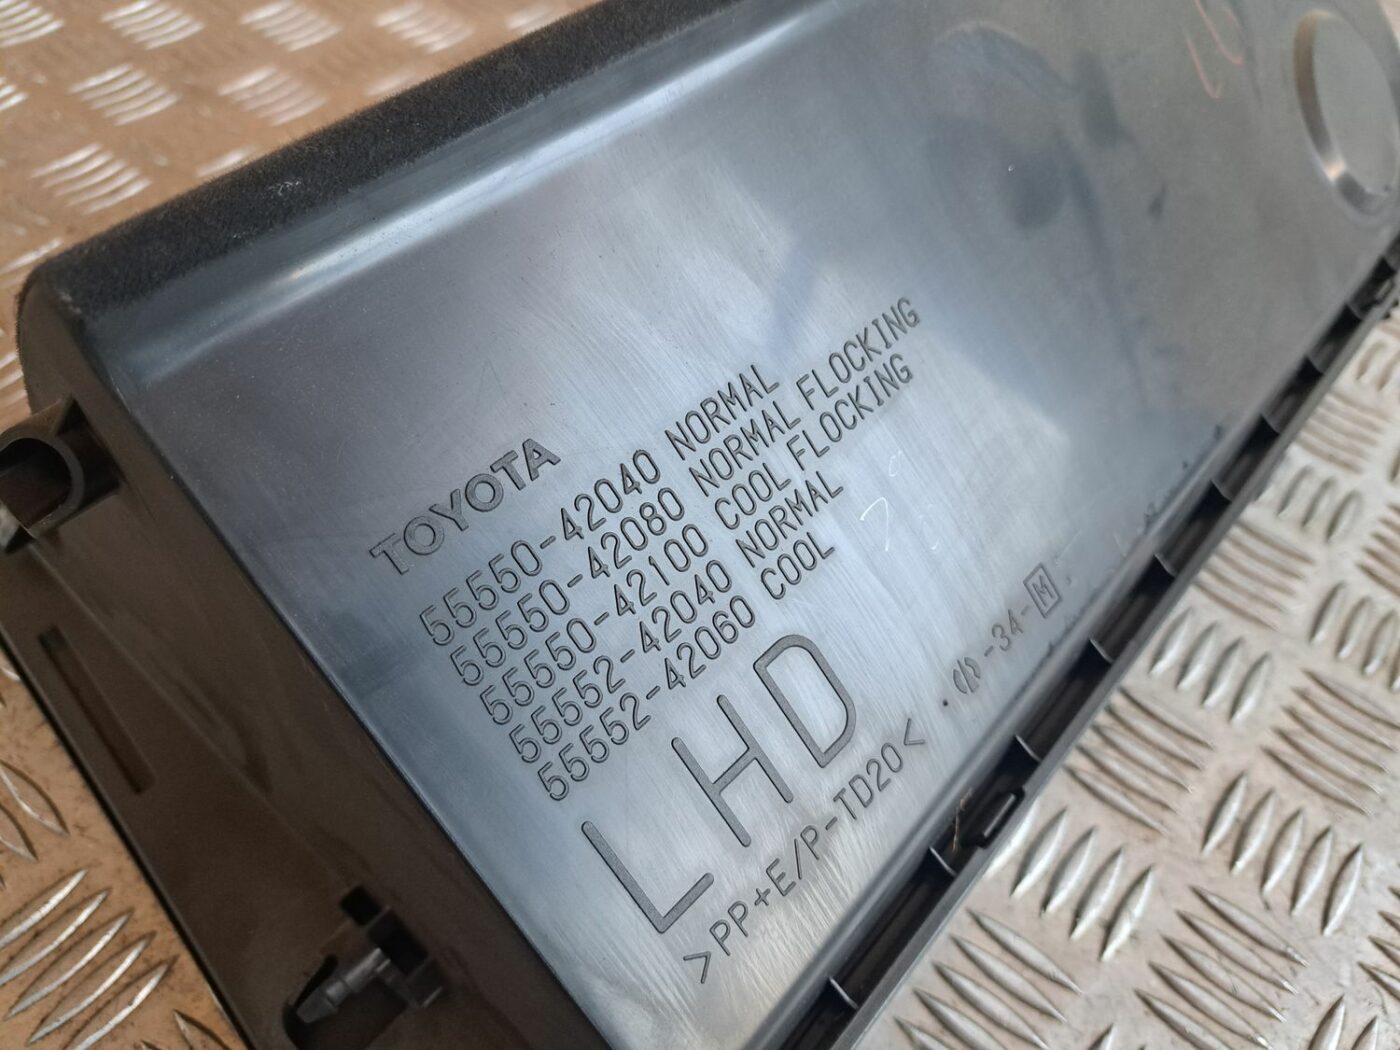 TOYOTA
55550-42040 NORMAL
55550-42080 NORMAL FLOCKING
55550-42100 COOL FLOCKING
55552-42040 NORMAL
55552-42060 COOL
LHD
>PP+E/P-TD20<
-34-M